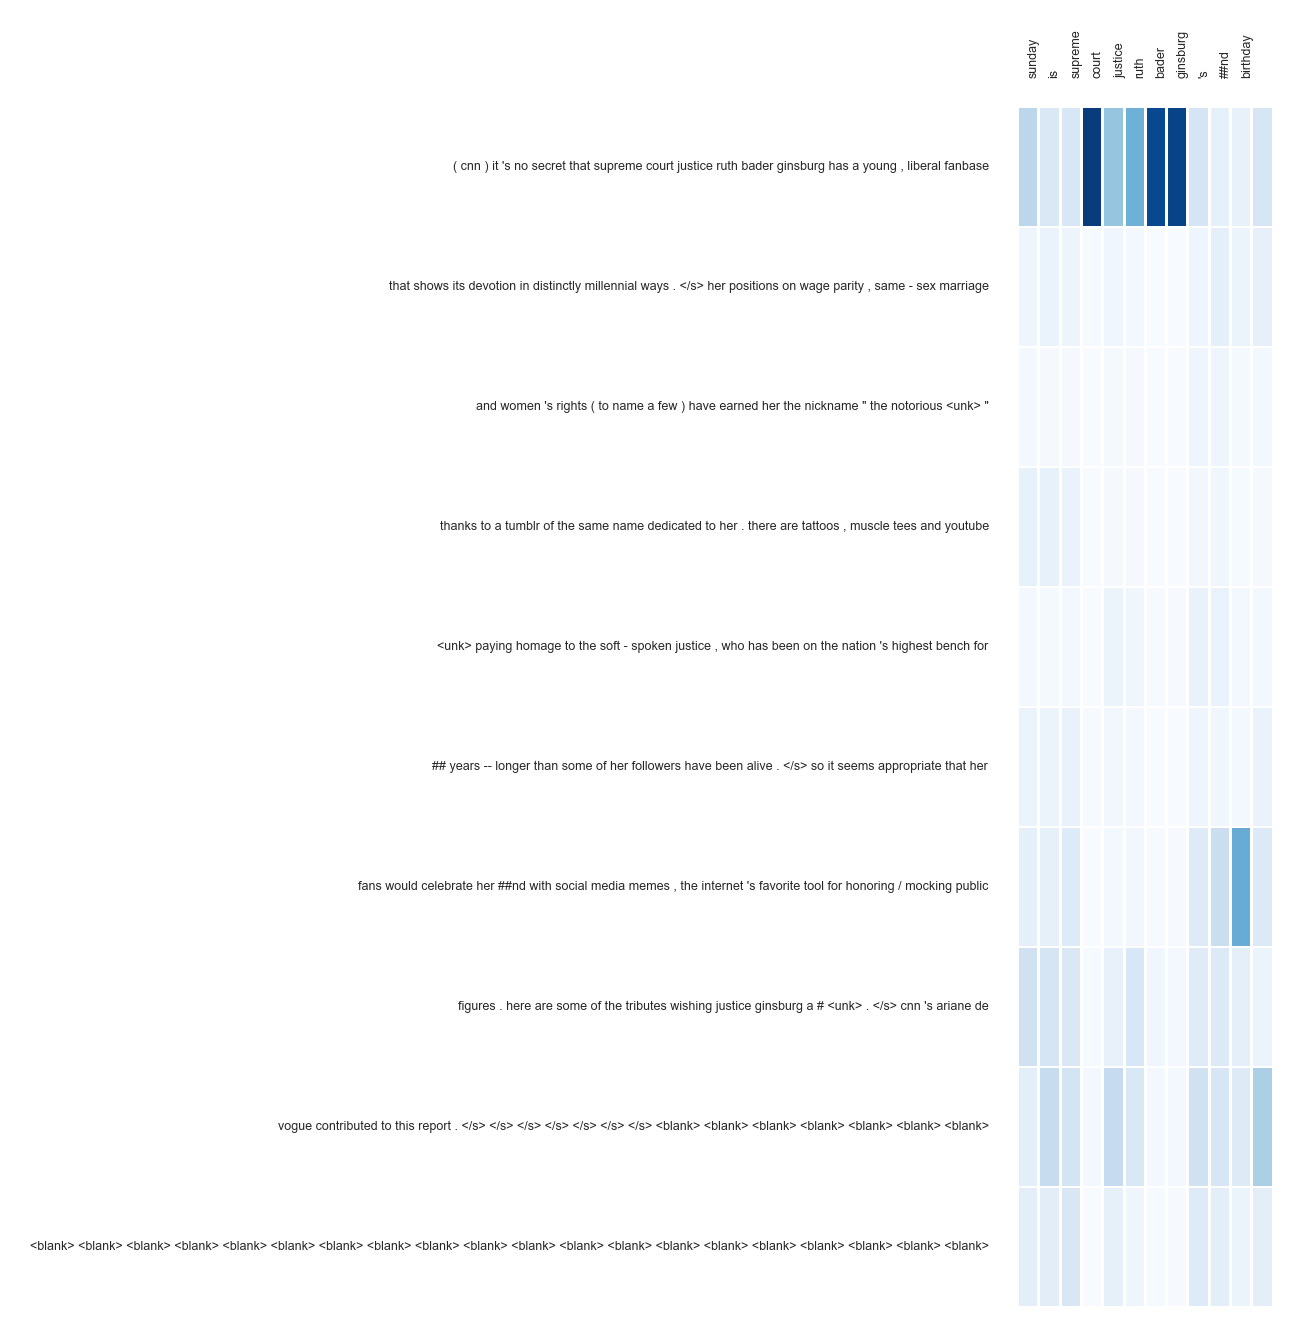 sunday is supreme court justice ruth bader ginsburg 's ##nd birthday
( cnn ) it 's no secret that supreme court justice ruth bader ginsburg has a young , liberal fanbase
that shows its devotion in distinctly millennial ways . </s> her positions on wage parity , same - sex marriage
and women 's rights ( to name a few ) have earned her the nickname " the notorious <unk> "
thanks to a tumblr of the same name dedicated to her . there are tattoos , muscle tees and youtube
<unk> paying homage to the soft - spoken justice , who has been on the nation 's highest bench for
## years -- longer than some of her followers have been alive . </s> so it seems appropriate that her
fans would celebrate her ##nd with social media memes , the internet 's favorite tool for honoring / mocking public
figures . here are some of the tributes wishing justice ginsburg a # <unk> . </s> cnn 's ariane de
vogue contributed to this report . </s> </s> </s> </s> </s> </s> </s> <blank> <blank> <blank> <blank> <blank> <blank> <blank>
<blank> <blank> <blank> <blank> <blank> <blank> <blank> <blank> <blank> <blank> <blank> <blank> <blank> <blank> <blank> <blank> <blank> <blank> <blank> <blank>